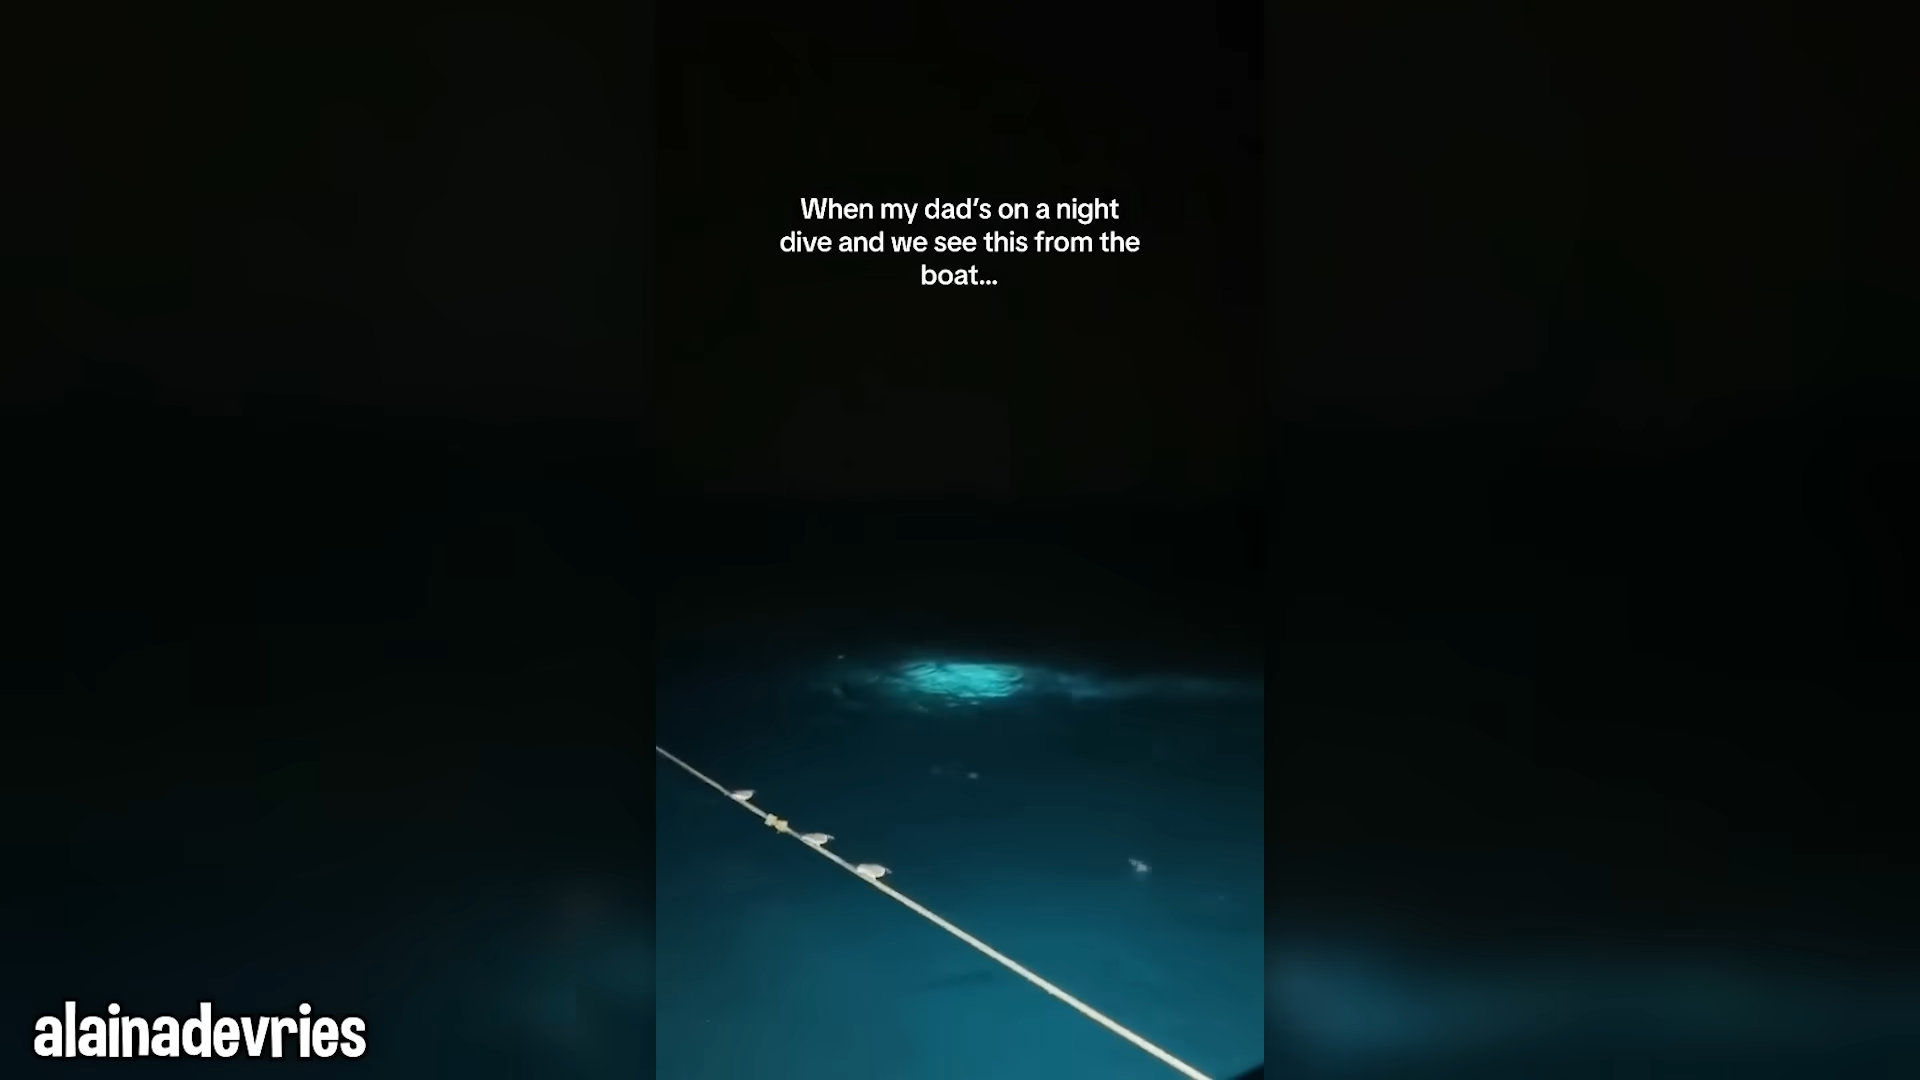 When my dad's on a night
dive and we see this from the
boat...
alainadevries